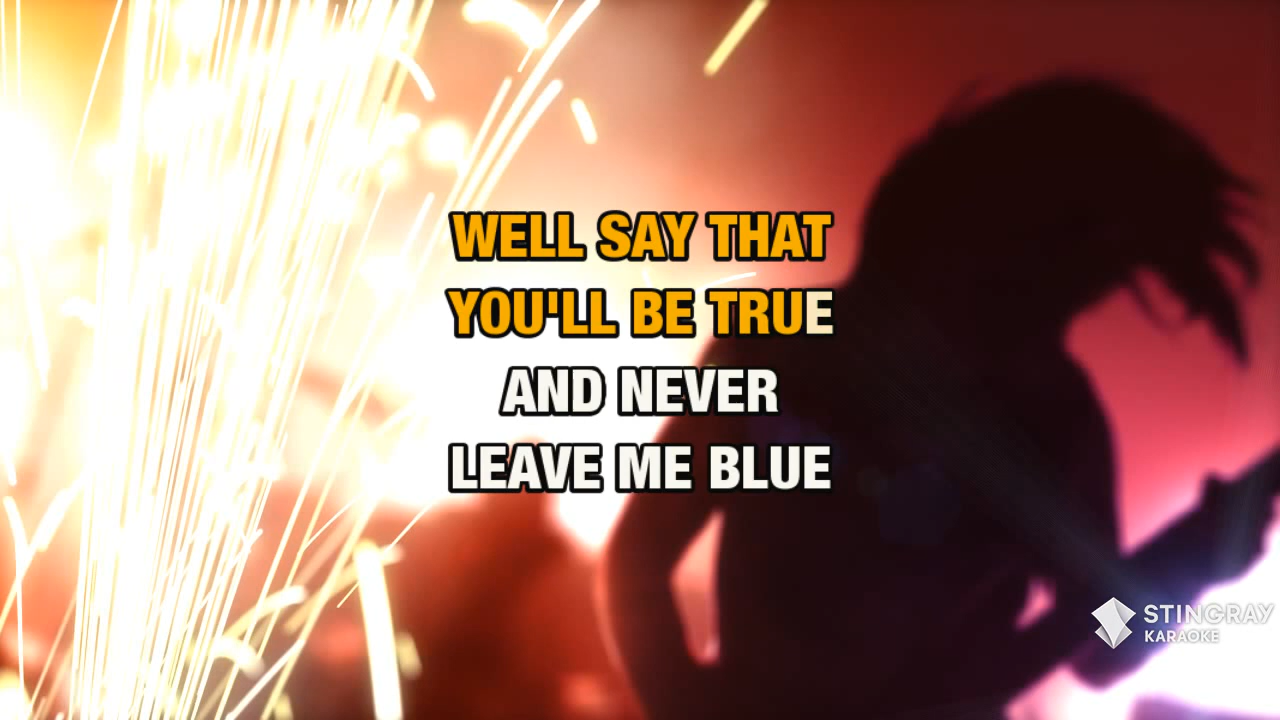 WELL SAY THAT
YOU'LL BE TRUE
AND NEVER
LEAVE ME BLUE
STINGRAY
KARAOKE